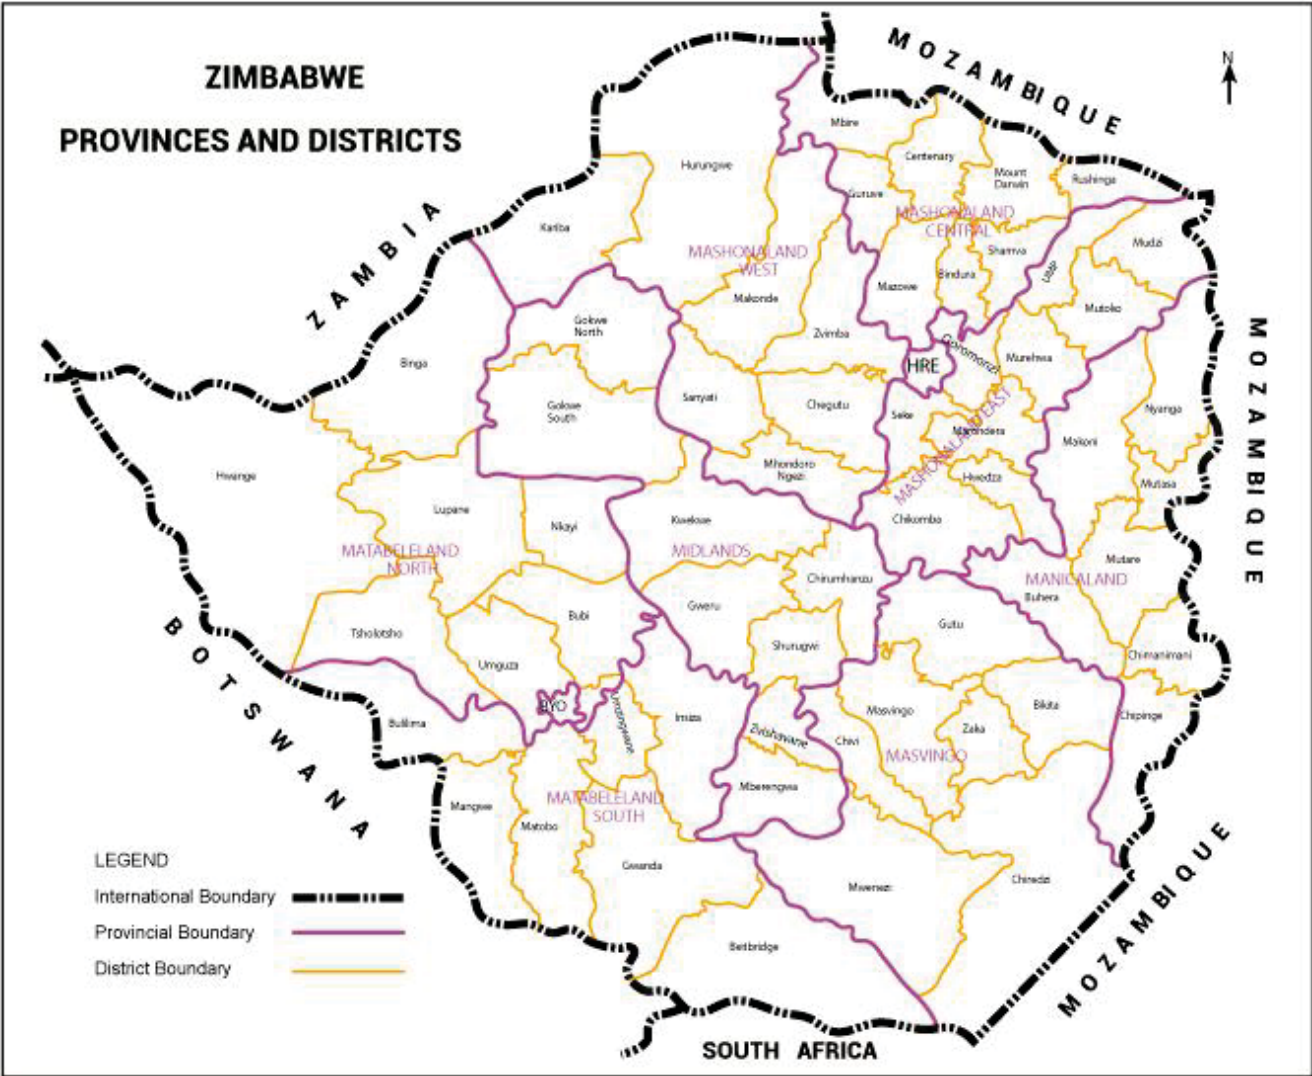 ZIMBABWE
PROVINCES AND DISTRICTS
MOZAMBIQUE
N
ZAMBIA
Mbire
Centenary
Mount
Darwin
Rushinga
Hurungwe
Guruve
MASHONALAND
CENTRAL
Kariba
MASHONALAND
WEST
Shamva
Mudzi
Bindura
UMP
Mazowe
Makonde
Mutoko
Gokwe
North
Zvimba
Goromonzi
Murehwa
HRE
Binga
MOZAMBIQUE
Sanyati
Chegutu
Gokwe
South
Seke
Nyanga
Marondera
Makoni
MASHONALAND EAST
Mhondoro
Ngezi
Hwedza
Mutasa
Hwange
Lupane
Nkayi
Kwekwe
Chikomba
MATABELELAND
NORTH
MIDLANDS
Mutare
MANICALAND
Buhera
Chirumhanzu
Gweru
Bubi
Gutu
Tsholotsho
Shurugwi
Chimanimani
Umguza
BOTSWANA
BYO
Umzingwane
Insiza
Masvingo
Bikita
Zaka
Chipinge
Bulilima
Zvishavane
Chivi
MASVINGO
Mberengwa
Mangwe
MATABELELAND
SOUTH
Matobo
Gwanda
Mwenezi
Chiredzi
MOZAMBIQUE
Beitbridge
SOUTH AFRICA
LEGEND
International Boundary
Provincial Boundary
District Boundary